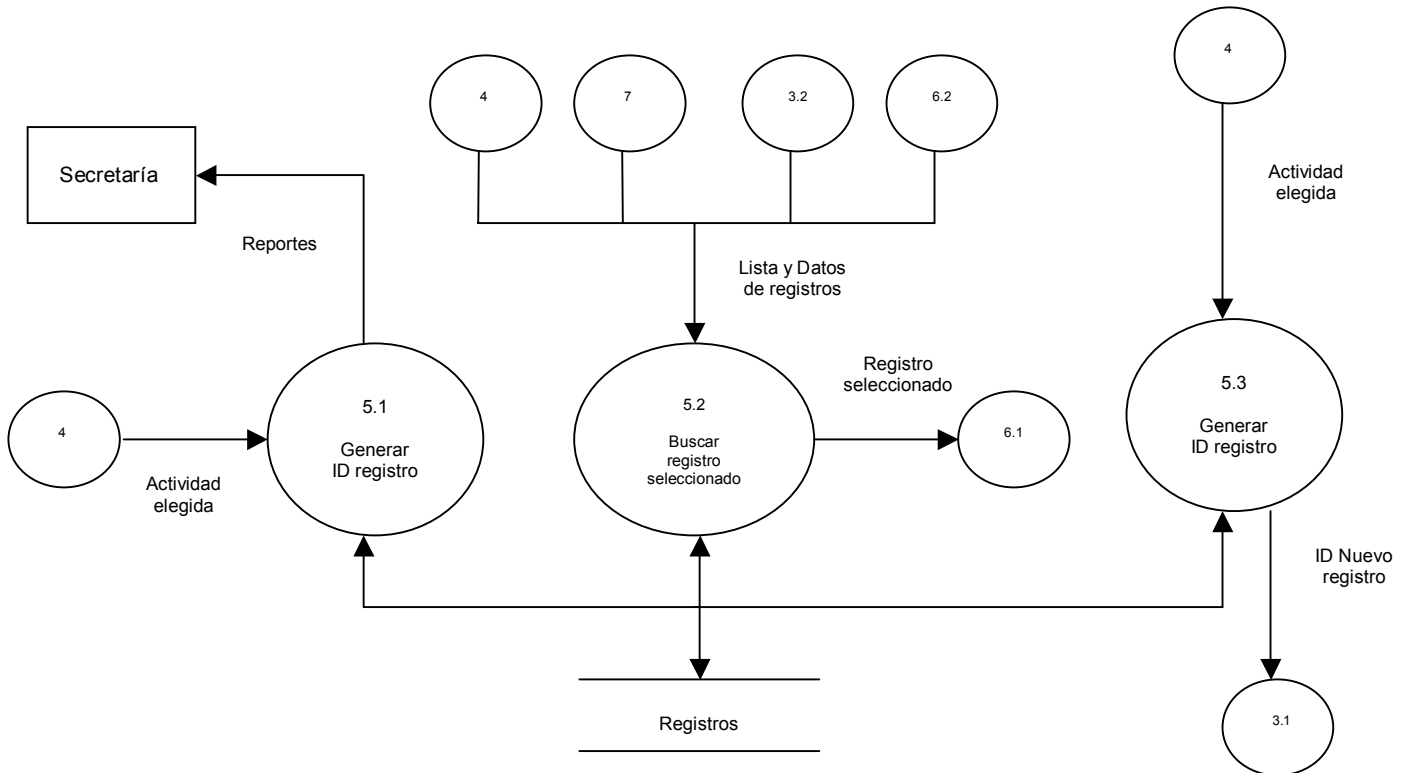 4
4
7
3.2
6.2
Secretaría
Actividad
elegida
Reportes
Lista y Datos
de registros
Registro
seleccionado
5.1
Generar
ID registro
5.2
Buscar
registro
seleccionado
5.3
Generar
ID registro
4
6.1
Actividad
elegida
ID Nuevo
registro
Registros
3.1